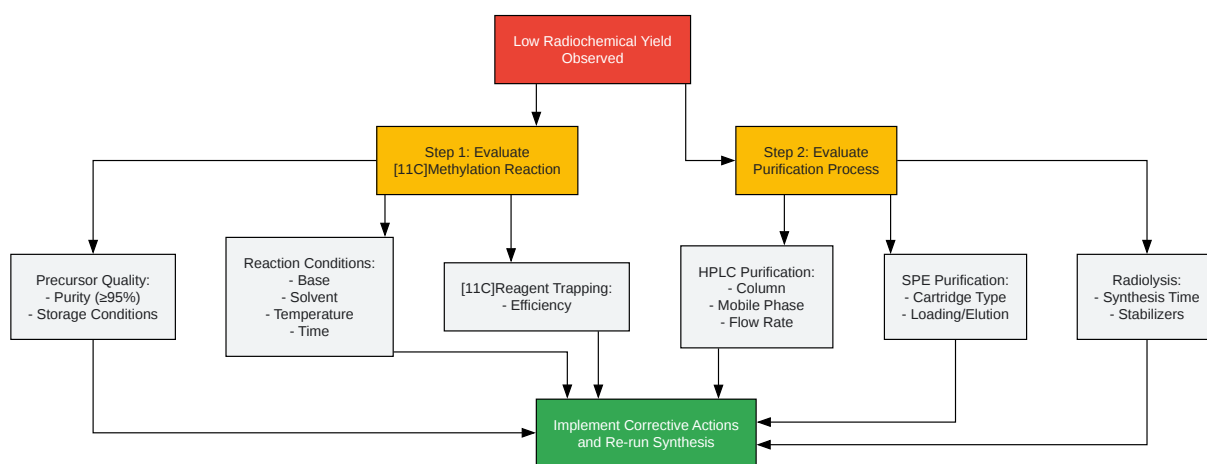 Low Radiochemical Yield
Observed
Step 1: Evaluate
[11C]Methylation Reaction
Step 2: Evaluate
Purification Process
Precursor Quality:
- Purity (≥95%)
- Storage Conditions
Reaction Conditions:
- Base
- Solvent
- Temperature
- Time
[11C]Reagent Trapping:
- Efficiency
HPLC Purification:
- Column
- Mobile Phase
- Flow Rate
SPE Purification:
- Cartridge Type
- Loading/Elution
Radiolysis:
- Synthesis Time
- Stabilizers
Implement Corrective Actions
and Re-run Synthesis